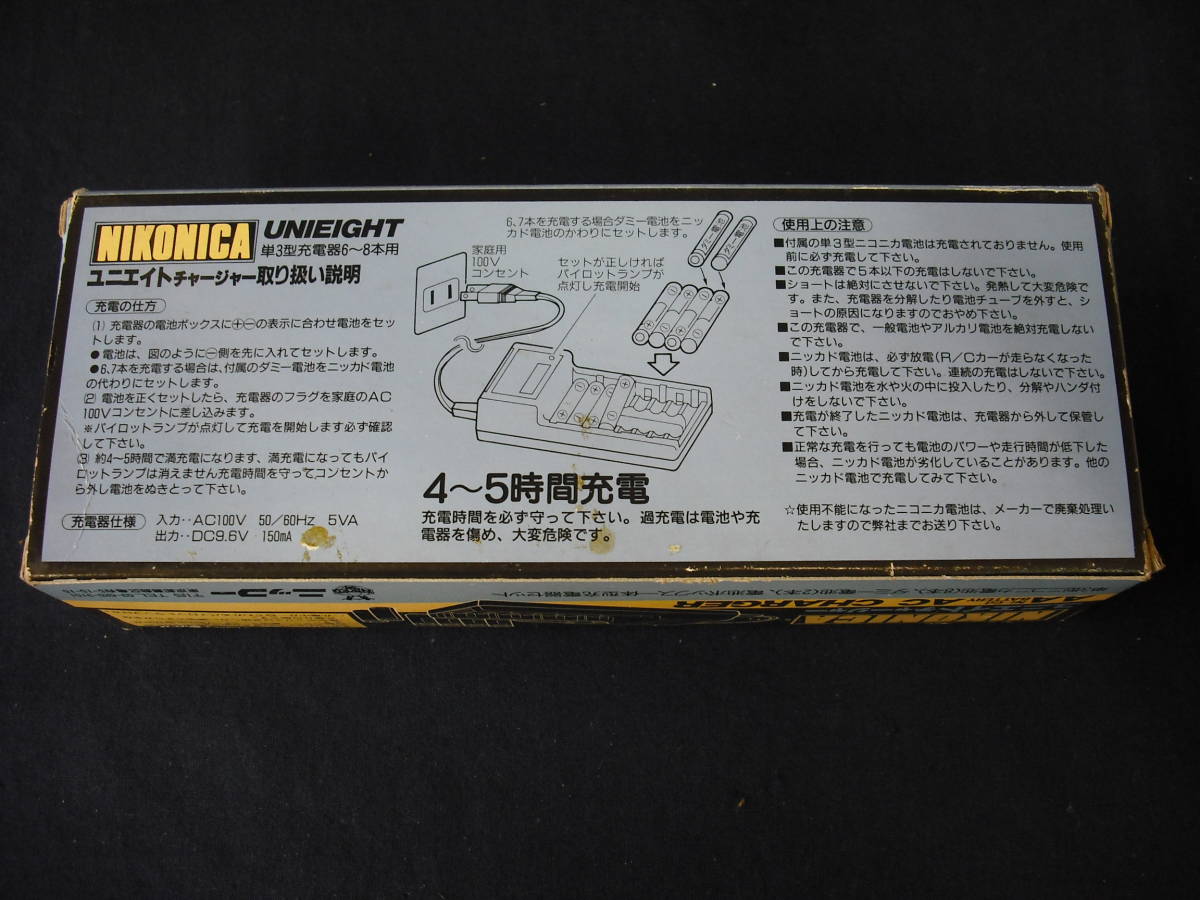 NIKONICA
UNIEIGHT
単3型充電器6〜8本用
ユニエイトチャージャー取り扱い説明
充電の仕方
(1) 充電器の電池ボックスに⊕⊖の表示に合わせ電池をセッ
トします。
●電池は、図のように⊖側を先に入れてセットします。
●6、7本を充電する場合は、付属のダミー電池をニッカド電池
の代わりにセットします。
(2) 電池を正くセットしたら、充電器のフラグを家庭のAC
100Vコンセントに差し込みます。
※パイロットランプが点灯して充電を開始します必ず確認
して下さい。
(3) 約4〜5時間で満充電になります、満充電になってもパイ
ロットランプは消えません充電時間を守ってコンセントか
ら外し電池をぬきとって下さい。
充電器仕様
入力‥AC100V 50/60Hz 5VA
出力‥DC9.6V 150mA
6、7本を充電する場合ダミー電池をニッ
カド電池のかわりにセットします。
家庭用
100V
コンセント
セットが正しければ
パイロットランプが
点灯し充電開始
ダミー電池
ダミー電池
4〜5時間充電
充電時間を必ず守って下さい。過充電は電池や充
電器を傷め、大変危険です。
使用上の注意
■付属の単3型ニコニカ電池は充電されておりません。使用
前に必ず充電して下さい。
■この充電器で5本以下の充電はしないで下さい。
■ショートは絶対にさせないで下さい。発熱して大変危険で
す。また、充電器を分解したり電池チューブを外すと、シ
ョートの原因になりますのでおやめ下さい。
■この充電器で、一般電池やアルカリ電池を絶対充電しない
で下さい。
■ニッカド電池は、必ず放電(R/Cカーが走らなくなった
時)してから充電して下さい。連続の充電はしないで下さい。
■ニッカド電池を水や火の中に投入したり、分解やハンダ付
けをしないで下さい。
■充電が終了したニッカド電池は、充電器から外して保管し
て下さい。
■正常な充電を行っても電池のパワーや走行時間が低下した
場合、ニッカド電池が劣化していることがあります。他の
ニッカド電池で充電してみて下さい。
☆使用不能になったニコニカ電池は、メーカーで廃棄処理い
たしますので弊社までお送り下さい。
ニッコー
NIKONICA
AC CHARGER